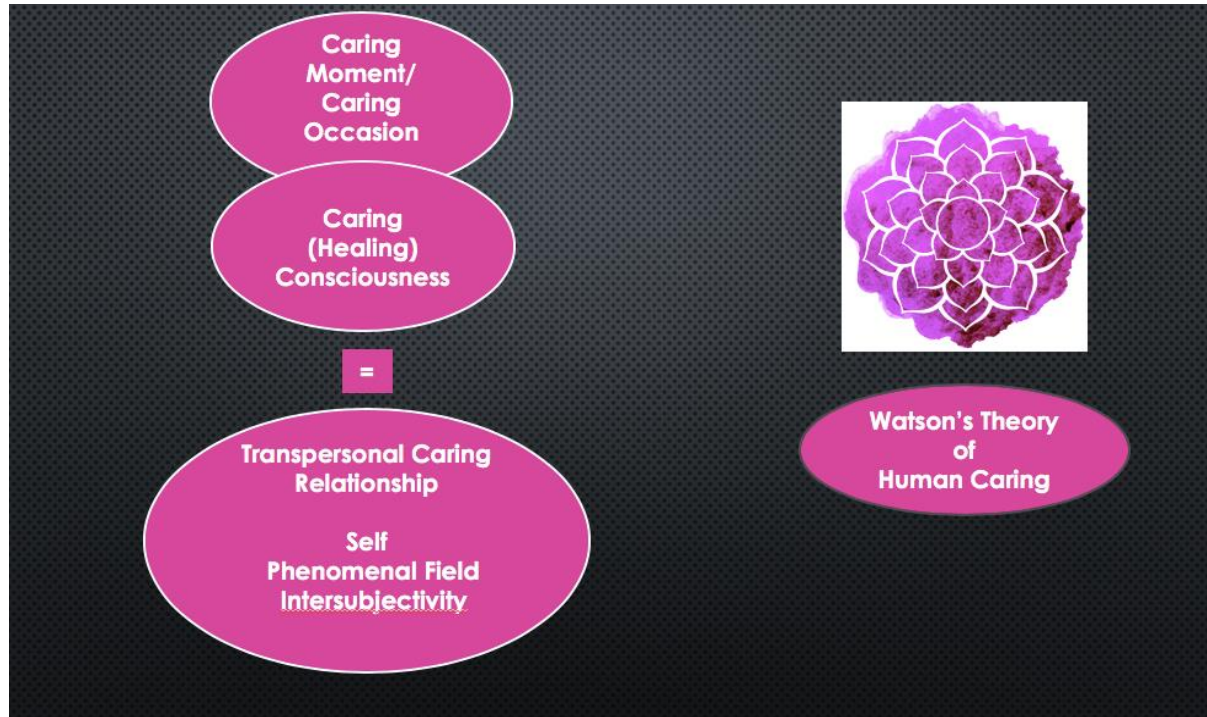 Caring
Moment/
Caring
Occasion
Caring
(Healing)
Consciousness
=
Transpersonal Caring
Relationship
Self
Phenomenal Field
Intersubjectivity
Watson’s Theory
of
Human Caring